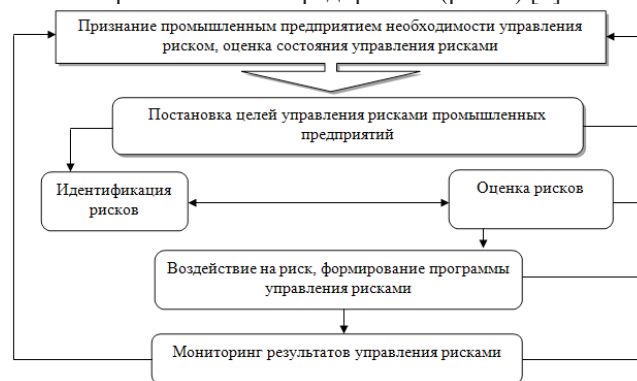 Признание промышленным предприятием необходимости управления
риском, оценка состояния управления рисками
Постановка целей управления рисками промышленных
предприятий
Идентификация
рисков
Оценка рисков
Воздействие на риск, формирование программы
управления рисками
Мониторинг результатов управления рисками